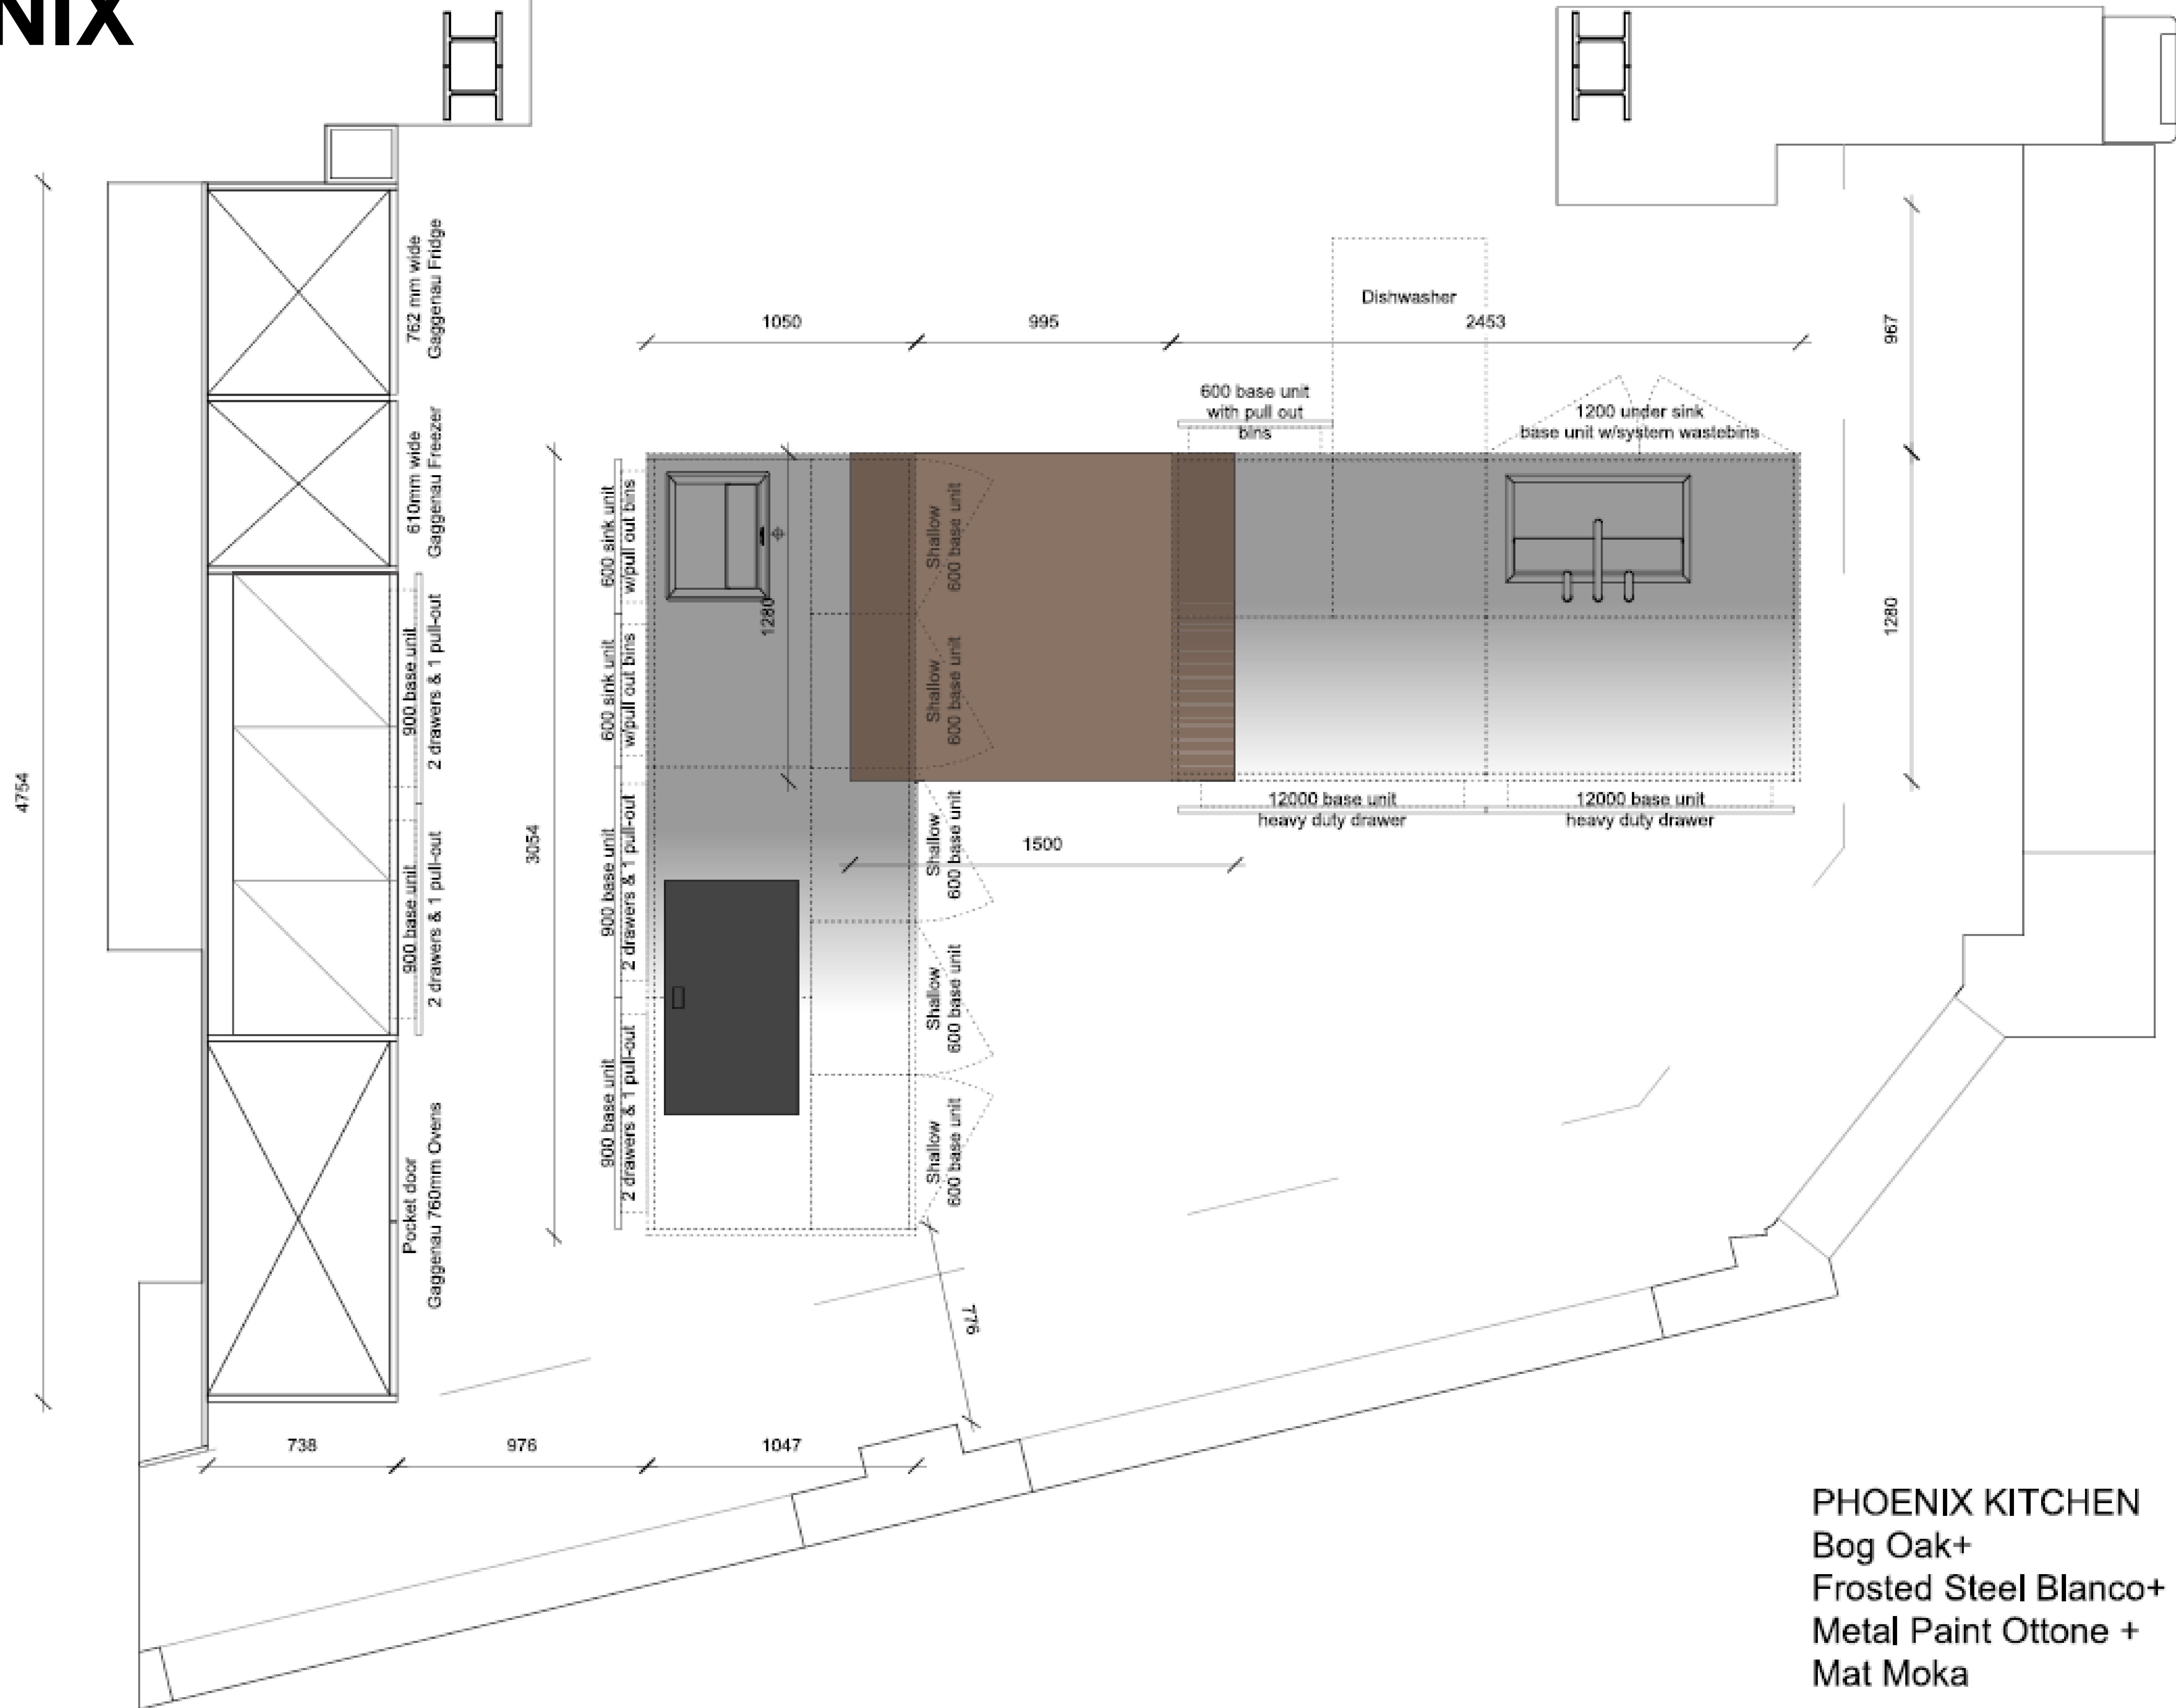 NIX
762 mm wide
Gaggenau Fridge
610mm wide
Gaggenau Freezer
900 base unit
2 drawers & 1 pull-out
900 base unit
2 drawers & 1 pull-out
Pocket door
Gaggenau 760mm Ovens
4754
3054
738
976
1047
776
1050
995
2453
Dishwasher
600 base unit
with pull out
bins
1200 under sink
base unit w/system wastebins
967
1280
600 sink unit
w/pull out bins
600 sink unit
w/pull out bins
900 base unit
2 drawers & 1 pull-out
900 base unit
2 drawers & 1 pull-out
1280
Shallow
600 base unit
Shallow
600 base unit
Shallow
600 base unit
Shallow
600 base unit
Shallow
600 base unit
12000 base unit
heavy duty drawer
12000 base unit
heavy duty drawer
1500
PHOENIX KITCHEN
Bog Oak+
Frosted Steel Blanco+
Metal Paint Ottone +
Mat Moka